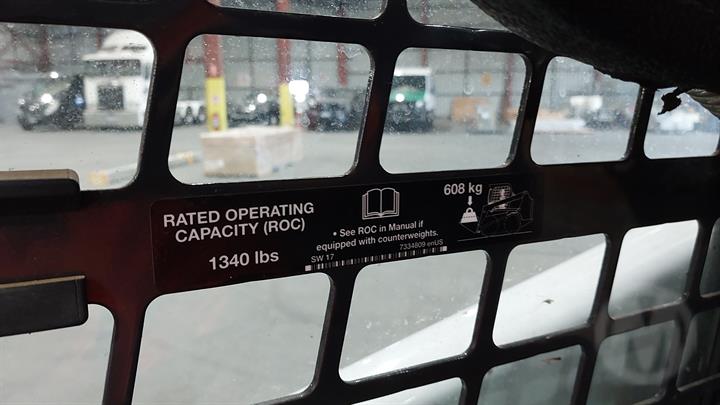 RATED OPERATING
CAPACITY (ROC)
1340 lbs
• See ROC in Manual if
equipped with counterweights.
SW 17
7334809 enUS
608 kg